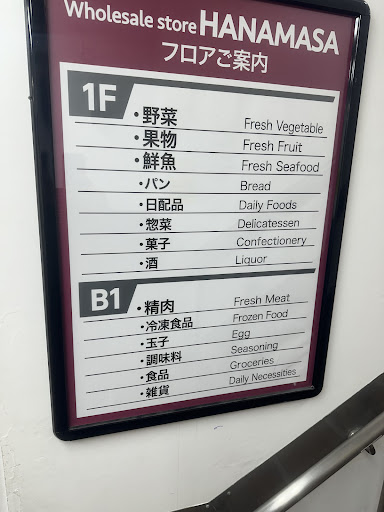 Wholesale store HANAMASA
フロアご案内
1F
・野菜 Fresh Vegetable
・果物 Fresh Fruit
・鮮魚 Fresh Seafood
・パン Bread
・日配品 Daily Foods
・惣菜 Delicatessen
・菓子 Confectionery
・酒 Liquor
B1
・精肉 Fresh Meat
・冷凍食品 Frozen Food
・玉子 Egg
・調味料 Seasoning
・食品 Groceries
・雑貨 Daily Necessities